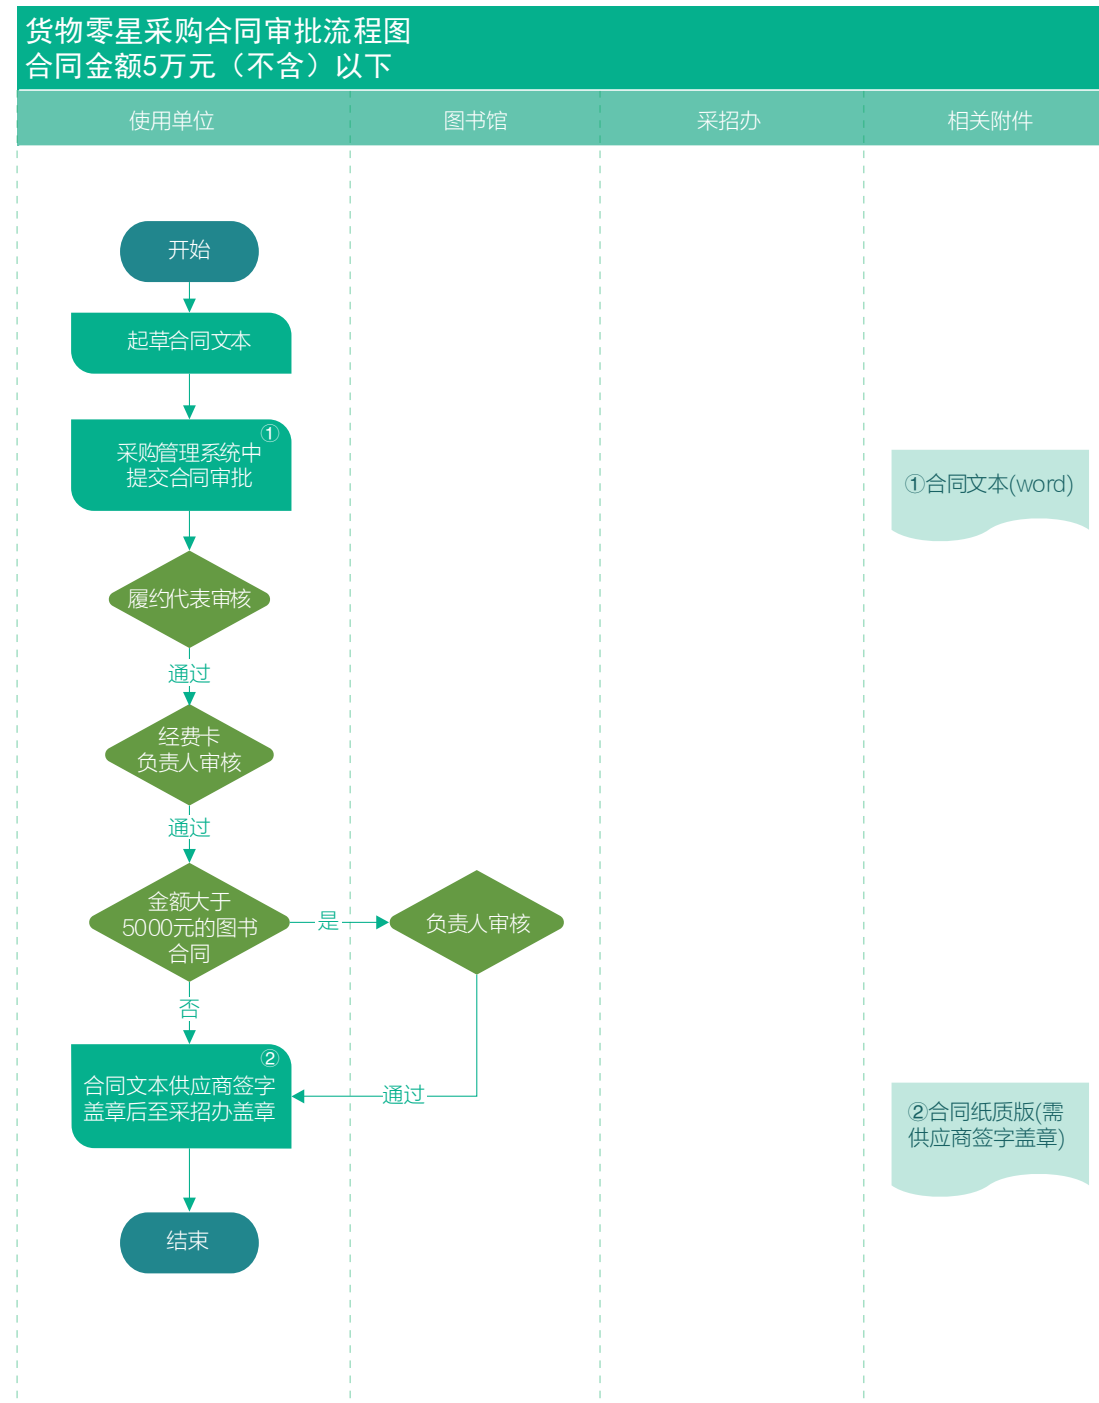 货物零星采购合同审批流程图
合同金额5万元（不含）以下
使用单位
图书馆
采招办
相关附件
开始
起草合同文本
①
采购管理系统中
提交合同审批
①合同文本(word)
履约代表审核
通过
经费卡
负责人审核
通过
金额大于
5000元的图书
合同
是
负责人审核
否
②
合同文本供应商签字
盖章后至采招办盖章
通过
②合同纸质版(需
供应商签字盖章)
结束